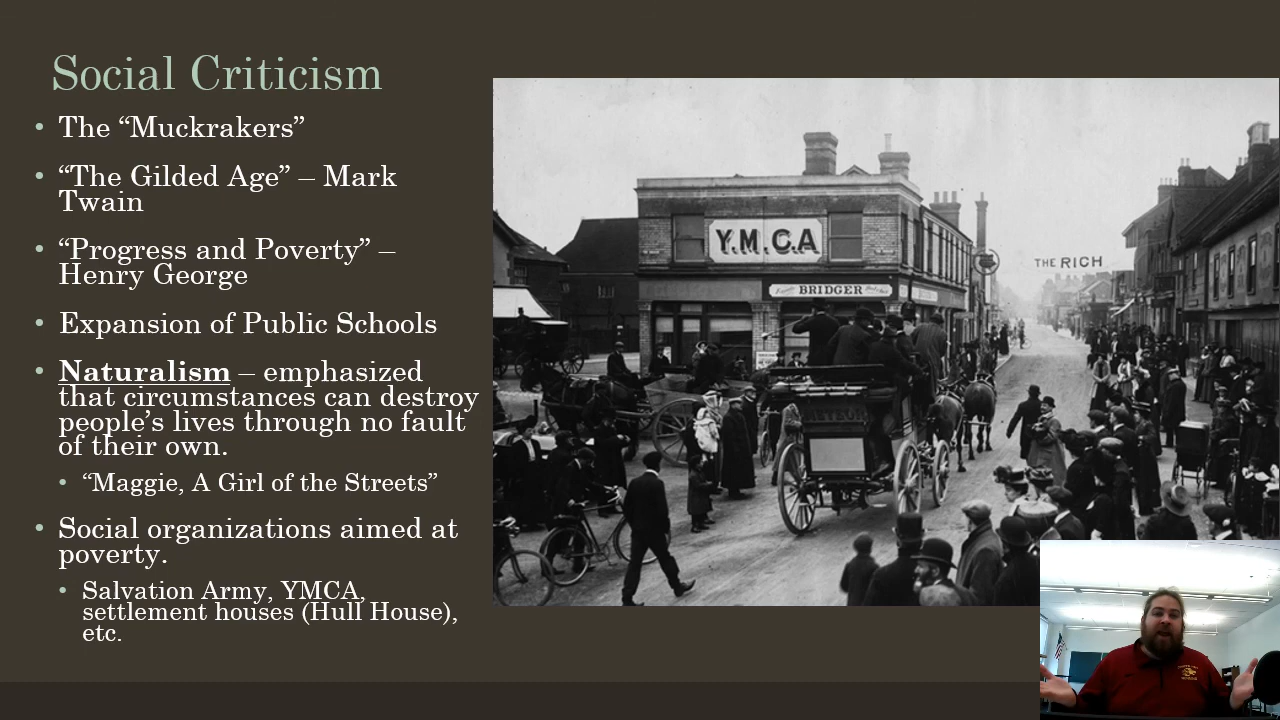 Social Criticism
• The “Muckrakers”
• “The Gilded Age” – Mark
Twain
• “Progress and Poverty” –
Henry George
• Expansion of Public Schools
• Naturalism – emphasized
that circumstances can destroy
people’s lives through no fault
of their own.
• “Maggie, A Girl of the Streets”
• Social organizations aimed at
poverty.
• Salvation Army, YMCA,
settlement houses (Hull House),
etc.
Y.M.C.A
BRIDGER
THE RICH